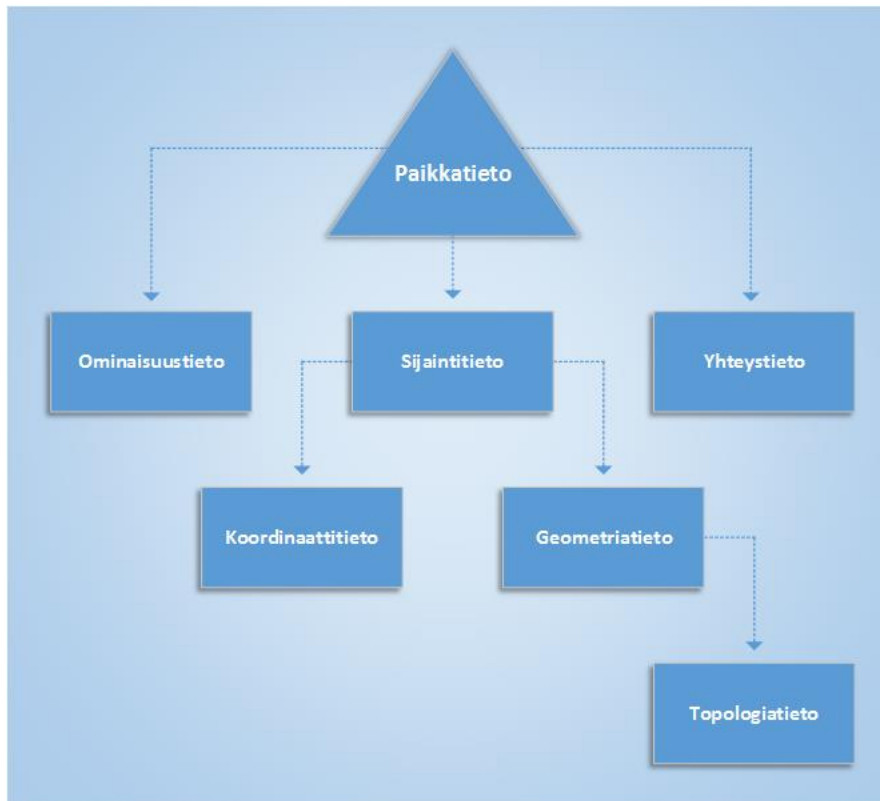 Paikkatieto
Ominaisuustieto
Sijaintitieto
Yhteystieto
Koordinaattitieto
Geometriatieto
Topologiatieto